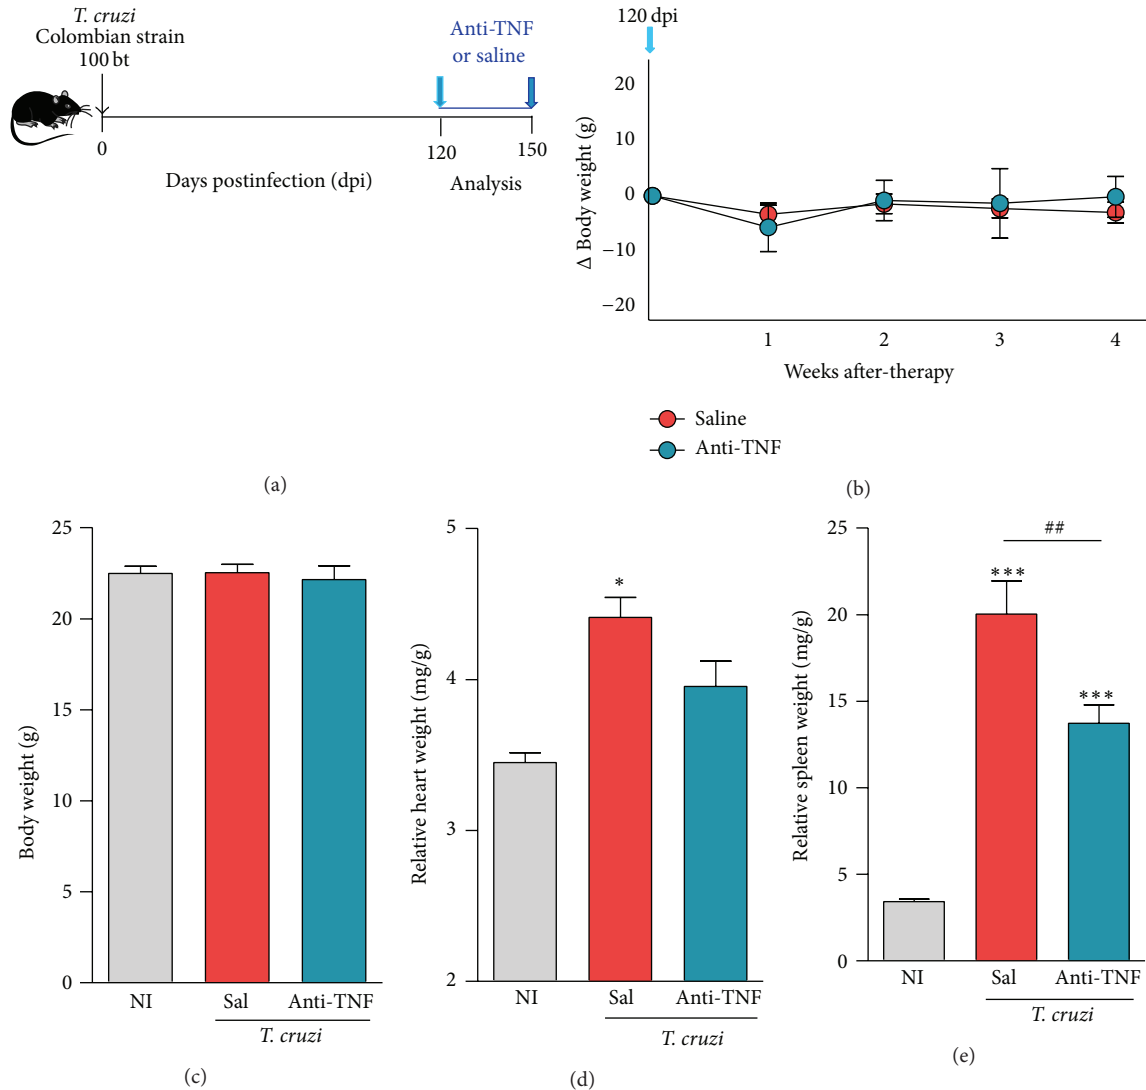 T. cruzi
Colombian strain
100 bt
Anti-TNF
or saline
0
120
150
Days postinfection (dpi)
Analysis
(a)
120 dpi
20
10
0
−10
−20
Δ Body weight (g)
1
2
3
4
Weeks after-therapy
Saline
Anti-TNF
(b)
25
22
15
22
10
5
0
Body weight (g)
NI
Sal
Anti-TNF
T. cruzi
(c)
5
4
3
2
Relative heart weight (mg/g)
*
NI
Sal
Anti-TNF
T. cruzi
(d)
25
20
15
10
5
0
Relative spleen weight (mg/g)
##
***
***
NI
Sal
Anti-TNF
T. cruzi
(e)